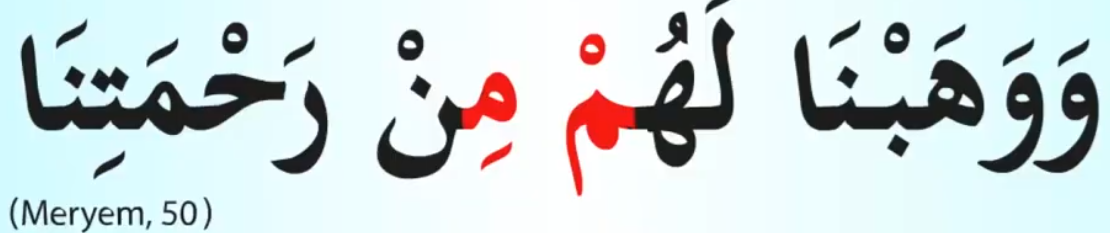 وَوَهَبْنَا لَهُمْ مِنْ رَحْمَتِنَا
(Meryem, 50)